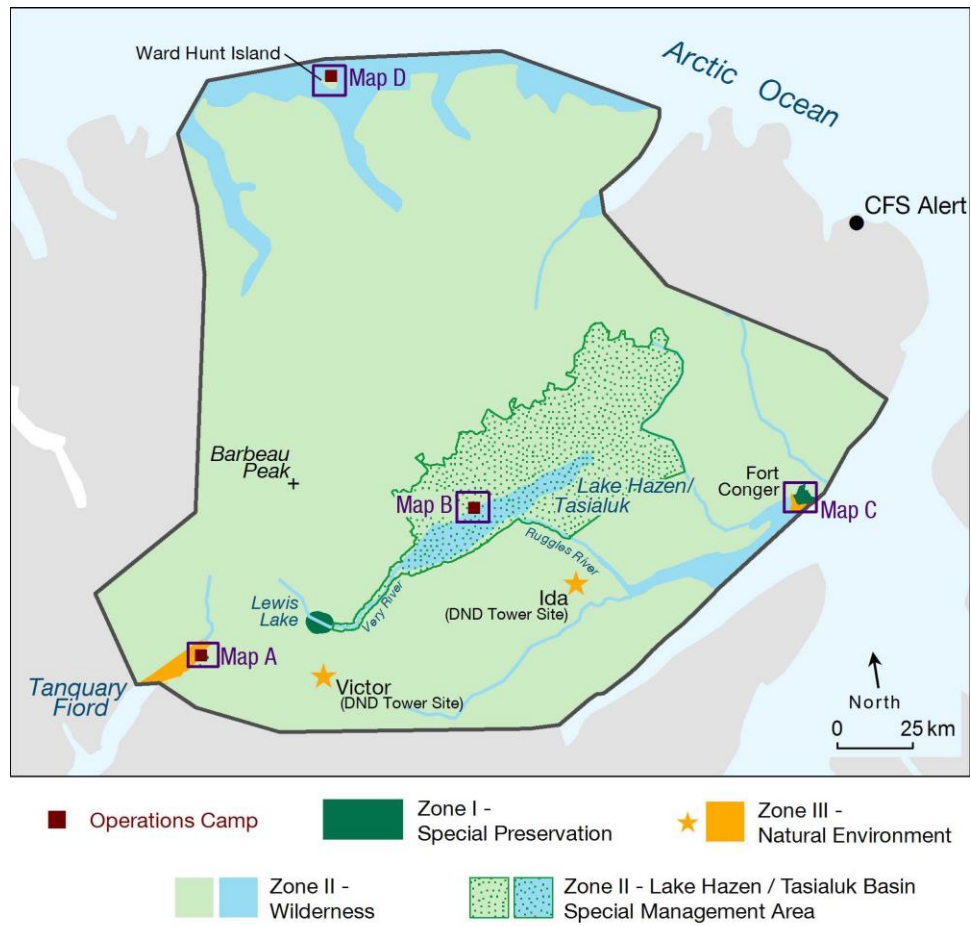 Ward Hunt Island
Map D
Arctic Ocean
CFS Alert
Barbeau
Peak
Map B
Lake Hazen/
Tasialuk
Fort
Conger
Map C
Ruggles River
Very River
Lewis
Lake
Ida
(DND Tower Site)
Map A
Tanquary
Fiord
Victor
(DND Tower Site)
North
0 25 km
Operations Camp
Zone I -
Special Preservation
Zone III -
Natural Environment
Zone II -
Wilderness
Zone II - Lake Hazen / Tasialuk Basin
Special Management Area